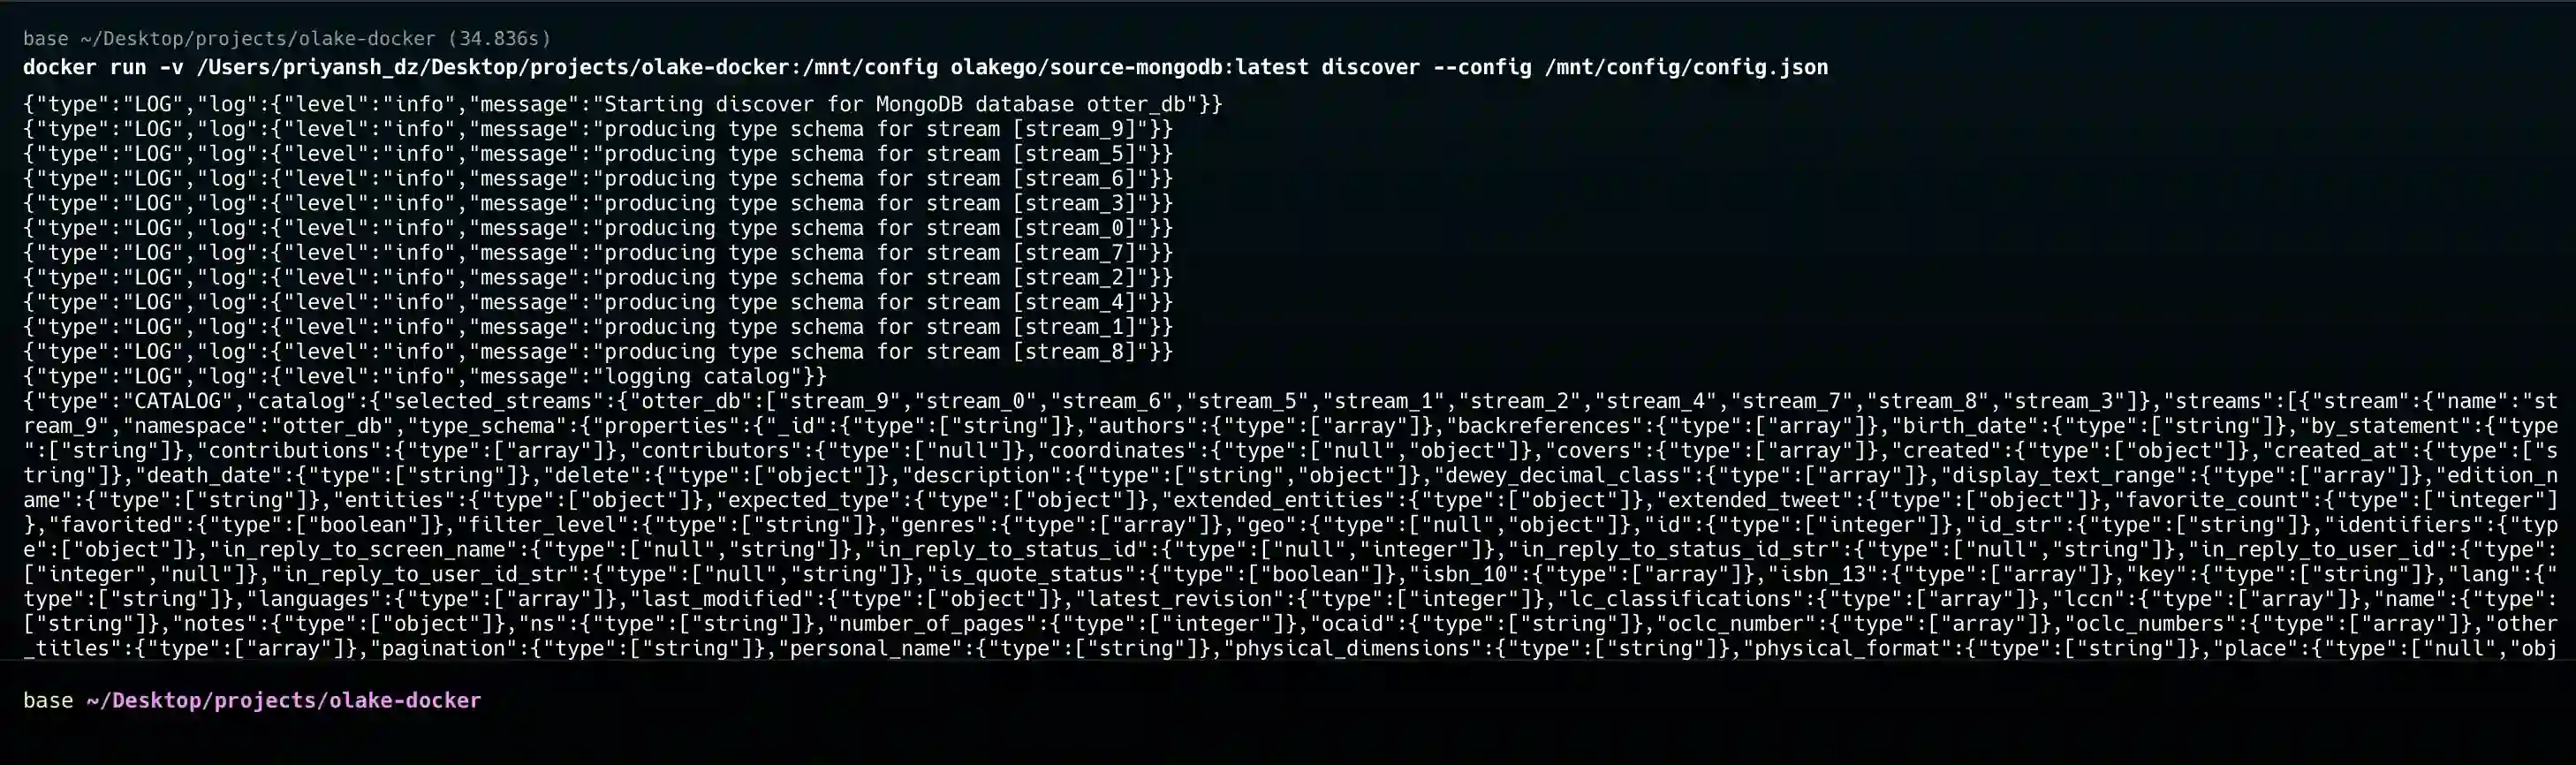 base ~/Desktop/projects/olake-docker (34.836s)
docker run -v /Users/priyansh_dz/Desktop/projects/olake-docker:/mnt/config olakego/source-mongodb:latest discover --config /mnt/config/config.json
{"type":"LOG","log":{"level":"info","message":"Starting discover for MongoDB database otter_db"}}
{"type":"LOG","log":{"level":"info","message":"producing type schema for stream [stream_9]"}}
{"type":"LOG","log":{"level":"info","message":"producing type schema for stream [stream_5]"}}
{"type":"LOG","log":{"level":"info","message":"producing type schema for stream [stream_6]"}}
{"type":"LOG","log":{"level":"info","message":"producing type schema for stream [stream_3]"}}
{"type":"LOG","log":{"level":"info","message":"producing type schema for stream [stream_0]"}}
{"type":"LOG","log":{"level":"info","message":"producing type schema for stream [stream_7]"}}
{"type":"LOG","log":{"level":"info","message":"producing type schema for stream [stream_2]"}}
{"type":"LOG","log":{"level":"info","message":"producing type schema for stream [stream_4]"}}
{"type":"LOG","log":{"level":"info","message":"producing type schema for stream [stream_1]"}}
{"type":"LOG","log":{"level":"info","message":"producing type schema for stream [stream_8]"}}
{"type":"LOG","log":{"level":"info","message":"logging catalog"}}
{"type":"CATALOG","catalog":{"selected_streams":{"otter_db":["stream_9","stream_0","stream_6","stream_5","stream_1","stream_2","stream_4","stream_7","stream_8","stream_3"]},"streams":[{"stream":{"name":"st
ream_9","namespace":"otter_db","type_schema":{"properties":{"_id":{"type":["string"]},"authors":{"type":["array"]},"backreferences":{"type":["array"]},"birth_date":{"type":["string"]},"by_statement":{"type
":["string"]},"contributions":{"type":["array"]},"contributors":{"type":["null"]},"coordinates":{"type":["null","object"]},"covers":{"type":["array"]},"created":{"type":["object"]},"created_at":{"type":["s
tring"]},"death_date":{"type":["string"]},"delete":{"type":["object"]},"description":{"type":["string","object"]},"dewey_decimal_class":{"type":["array"]},"display_text_range":{"type":["array"]},"edition_n
ame":{"type":["string"]},"entities":{"type":["object"]},"expected_type":{"type":["object"]},"extended_entities":{"type":["object"]},"extended_tweet":{"type":["object"]},"favorite_count":{"type":["integer"]
},"favorited":{"type":["boolean"]},"filter_level":{"type":["string"]},"genres":{"type":["array"]},"geo":{"type":["null","object"]},"id":{"type":["integer"]},"id_str":{"type":["string"]},"identifiers":{"typ
e":["object"]},"in_reply_to_screen_name":{"type":["null","string"]},"in_reply_to_status_id":{"type":["null","integer"]},"in_reply_to_status_id_str":{"type":["null","string"]},"in_reply_to_user_id":{"type":
["integer","null"]},"in_reply_to_user_id_str":{"type":["null","string"]},"is_quote_status":{"type":["boolean"]},"isbn_10":{"type":["array"]},"isbn_13":{"type":["array"]},"key":{"type":["string"]},"lang":{"
type":["string"]},"languages":{"type":["array"]},"last_modified":{"type":["object"]},"latest_revision":{"type":["integer"]},"lc_classifications":{"type":["array"]},"lccn":{"type":["array"]},"name":{"type":
["string"]},"notes":{"type":["object"]},"ns":{"type":["string"]},"number_of_pages":{"type":["integer"]},"ocaid":{"type":["string"]},"oclc_number":{"type":["array"]},"oclc_numbers":{"type":["array"]},"other
_titles":{"type":["array"]},"pagination":{"type":["string"]},"personal_name":{"type":["string"]},"physical_dimensions":{"type":["string"]},"physical_format":{"type":["string"]},"place":{"type":["null","obj
base ~/Desktop/projects/olake-docker